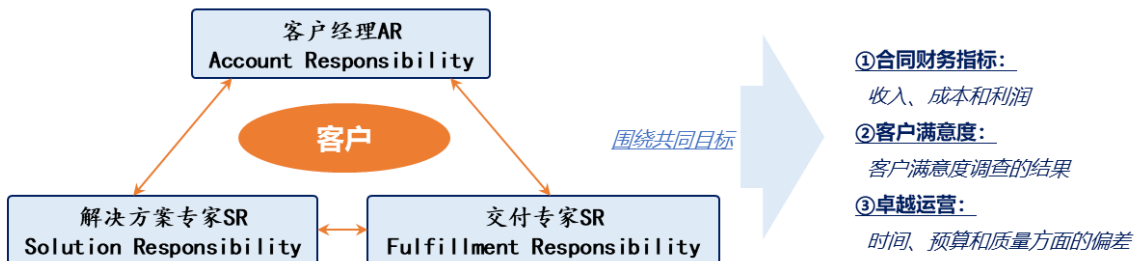 客户经理AR
Account Responsibility
客户
解决方案专家SR
Solution Responsibility
交付专家SR
Fulfillment Responsibility
围绕共同目标
①合同财务指标：
收入、成本和利润
②客户满意度：
客户满意度调查的结果
③卓越运营：
时间、预算和质量方面的偏差